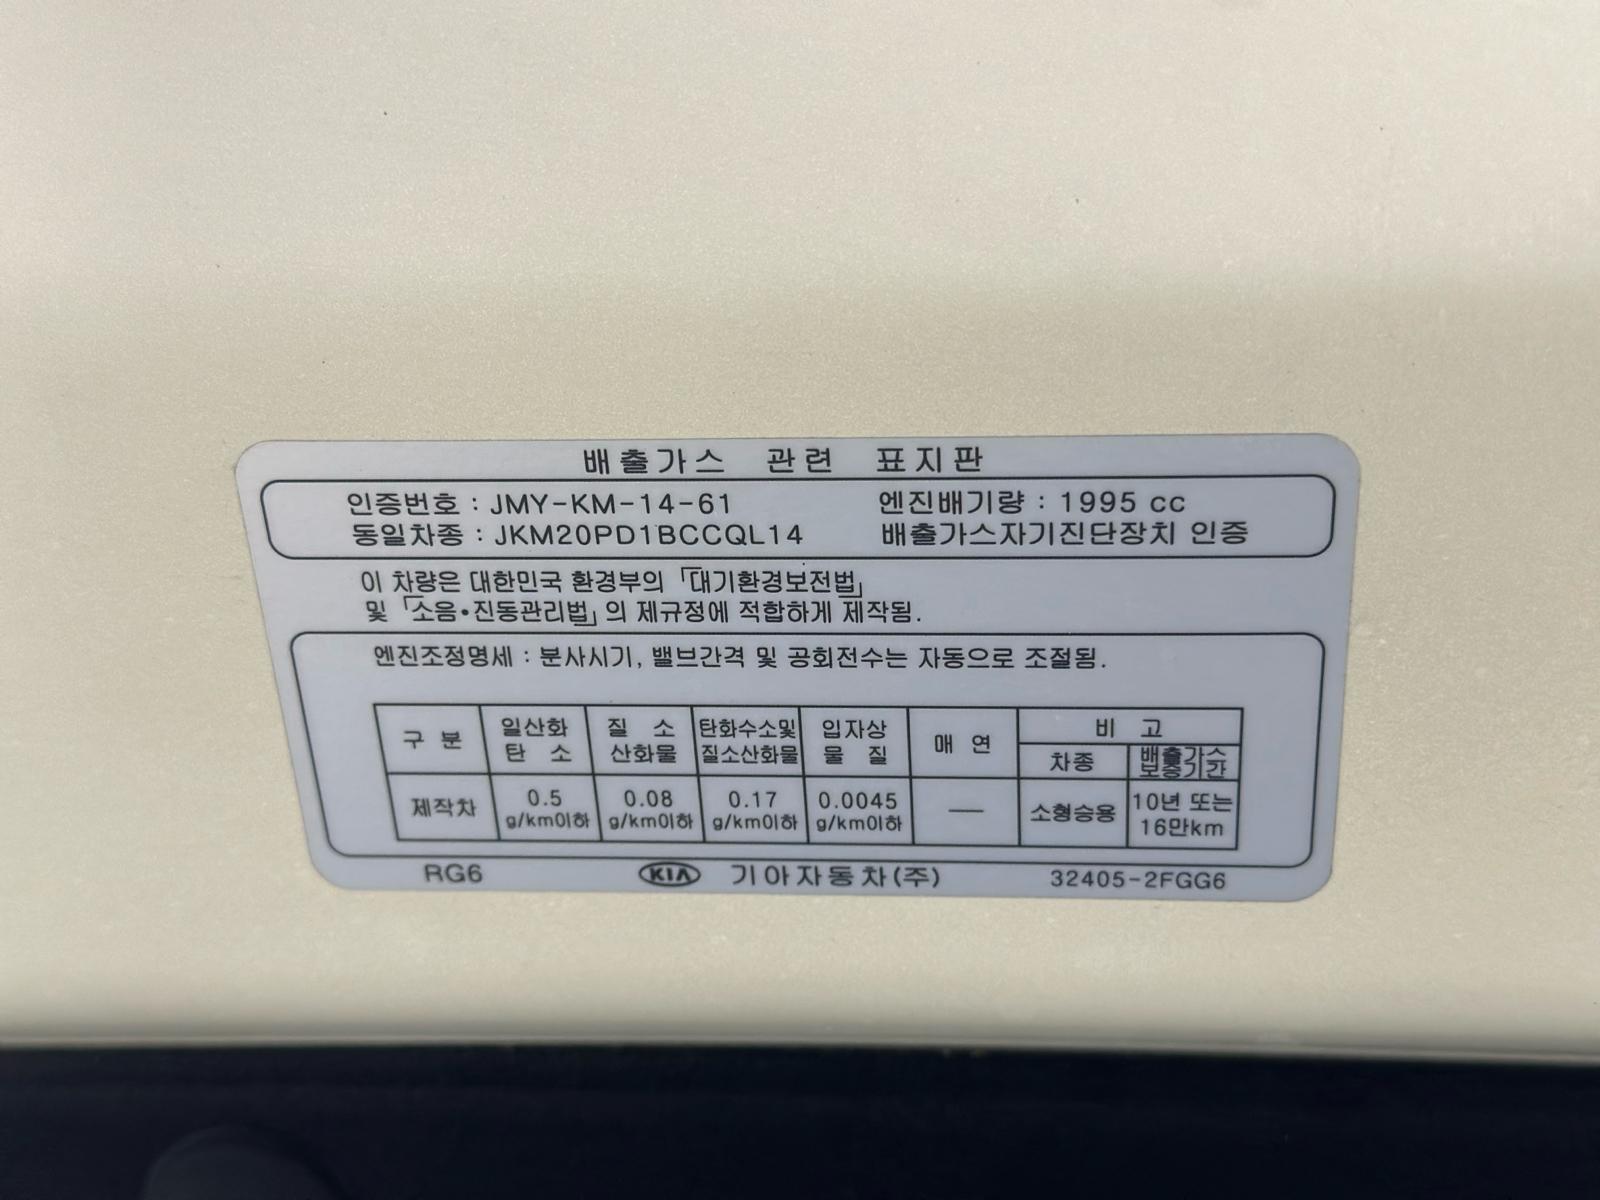 배출가스 관련 표지판
인증번호 : JMY-KM-14-61 엔진배기량 : 1995 cc
동일차종 : JKM20PD1BCCQL14 배출가스자기진단장치 인증
이 차량은 대한민국 환경부의 「대기환경보전법」
및 「소음•진동관리법」의 제규정에 적합하게 제작됨.
엔진조정명세 : 분사시기, 밸브간격 및 공회전수는 자동으로 조절됨.
구 분 일산화 탄 소 질 소 산화물 탄화수소및 질소산화물 입자상 물 질 매 연 비 고
차종 배출가스 보증기간
제작차 0.5 g/km이하 0.08 g/km이하 0.17 g/km이하 0.0045 g/km이하 — 소형승용 10년 또는 16만km
RG6 KIA 기아자동차(주) 32405-2FGG6